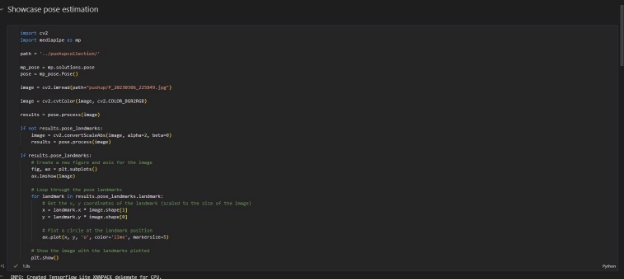 Showcase pose estimation
import cv2
import mediapipe as mp
path = '../pushupcollection/'
mp_pose = mp.solutions.pose
pose = mp_pose.Pose()
image = cv2.imread(path+"pushup/
image = cv2.cvtColor(image, cv2.COLOR_BGR2RGB)
results = pose.process(image)
if not results.pose_landmarks:
image = cv2.convertScaleAbs(image, alpha=2, beta=0)
results = pose.process(image)
if results.pose_landmarks:
# Create a new figure and axis for the image
fig, ax = plt.subplots()
ax.imshow(image)
# Loop through the pose landmarks
for landmark in results.pose_landmarks.landmark:
# Get the x, y coordinates of the landmark (scaled to the size of the image)
x = landmark.x * image.shape[1]
y = landmark.y * image.shape[0]
# Plot a circle at the landmark position
ax.plot(x, y, 'o', color='lime', markersize=5)
# Show the image with the landmarks plotted
plt.show()
Python
INFO: Created TensorFlow Lite XNNPACK delegate for CPU.